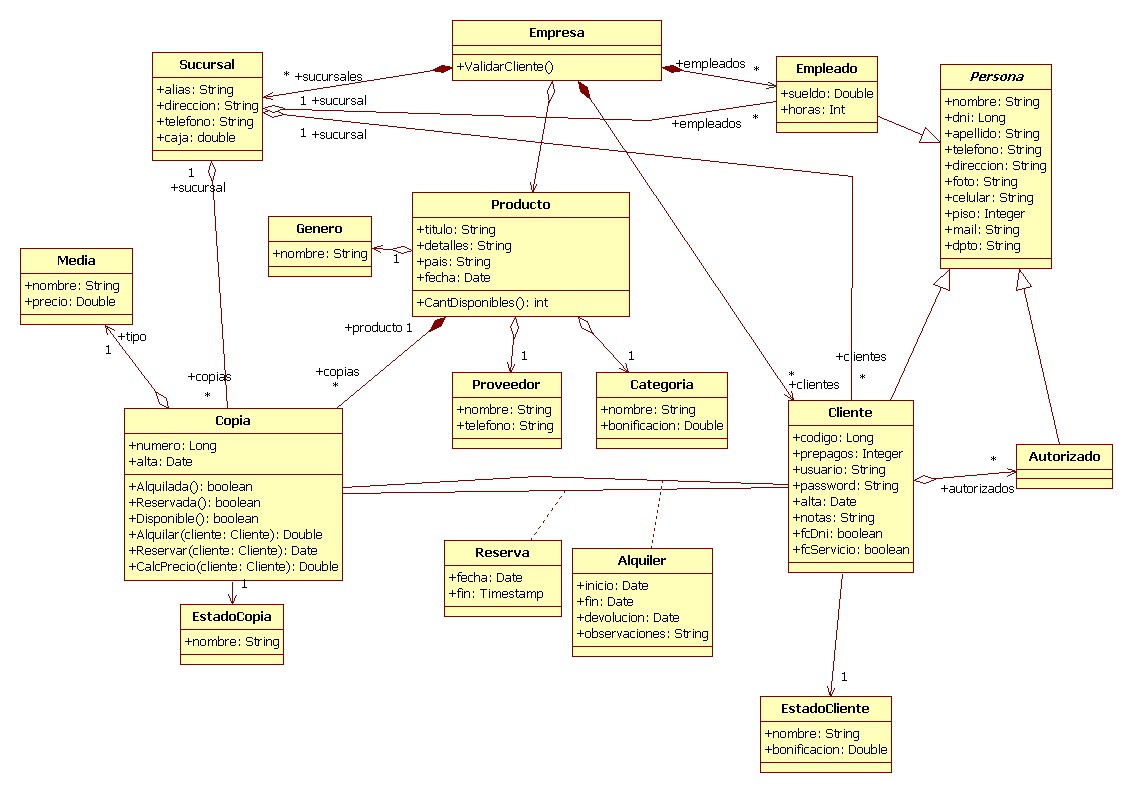 Empresa
+ValidarCliente()
Sucursal
+alias: String
+direccion: String
+telefono: String
+caja: double
* +sucursales
1 +sucursal
1 +sucursal
+empleados *
+empleados *
Empleado
+sueldo: Double
+horas: Int
Persona
+nombre: String
+dni: Long
+apellido: String
+telefono: String
+direccion: String
+foto: String
+celular: String
+piso: Integer
+mail: String
+dpto: String
1
+sucursal
Producto
+titulo: String
+detalles: String
+pais: String
+fecha: Date
+CantDisponibles(): int
Genero
+nombre: String
1
Media
+nombre: String
+precio: Double
+tipo
1
+producto 1
+copias
*
+copias
*
1
1
Proveedor
+nombre: String
+telefono: String
Categoria
+nombre: String
+bonificacion: Double
+clientes
*
*
+clientes
Copia
+numero: Long
+alta: Date
+Alquilada(): boolean
+Reservada(): boolean
+Disponible(): boolean
+Alquilar(cliente: Cliente): Double
+Reservar(cliente: Cliente): Date
+CalcPrecio(cliente: Cliente): Double
1
Cliente
+codigo: Long
+prepagos: Integer
+usuario: String
+password: String
+alta: Date
+notas: String
+fcDni: boolean
+fcServicio: boolean
*
+autorizados
Autorizado
Reserva
+fecha: Date
+fin: Timestamp
Alquiler
+inicio: Date
+fin: Date
+devolucion: Date
+observaciones: String
EstadoCopia
+nombre: String
1
EstadoCliente
+nombre: String
+bonificacion: Double